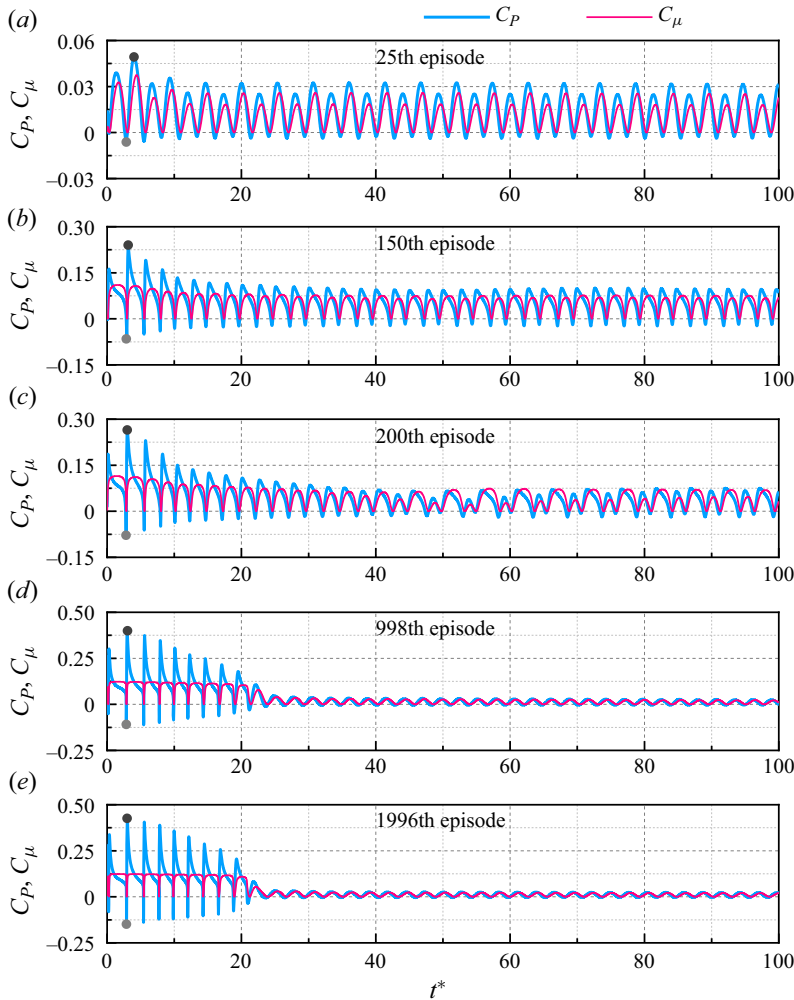 (a)
C_P
C_μ
0.06
25th episode
0.03
C_P, C_μ
0
–0.03
0 20 40 60 80 100
(b)
0.30
150th episode
0.15
C_P, C_μ
0
–0.15
0 20 40 60 80 100
(c)
0.30
200th episode
0.15
C_P, C_μ
0
–0.15
0 20 40 60 80 100
(d)
0.50
998th episode
0.25
C_P, C_μ
0
–0.25
0 20 40 60 80 100
(e)
0.50
1996th episode
0.25
C_P, C_μ
0
–0.25
0 20 40 60 80 100
t*